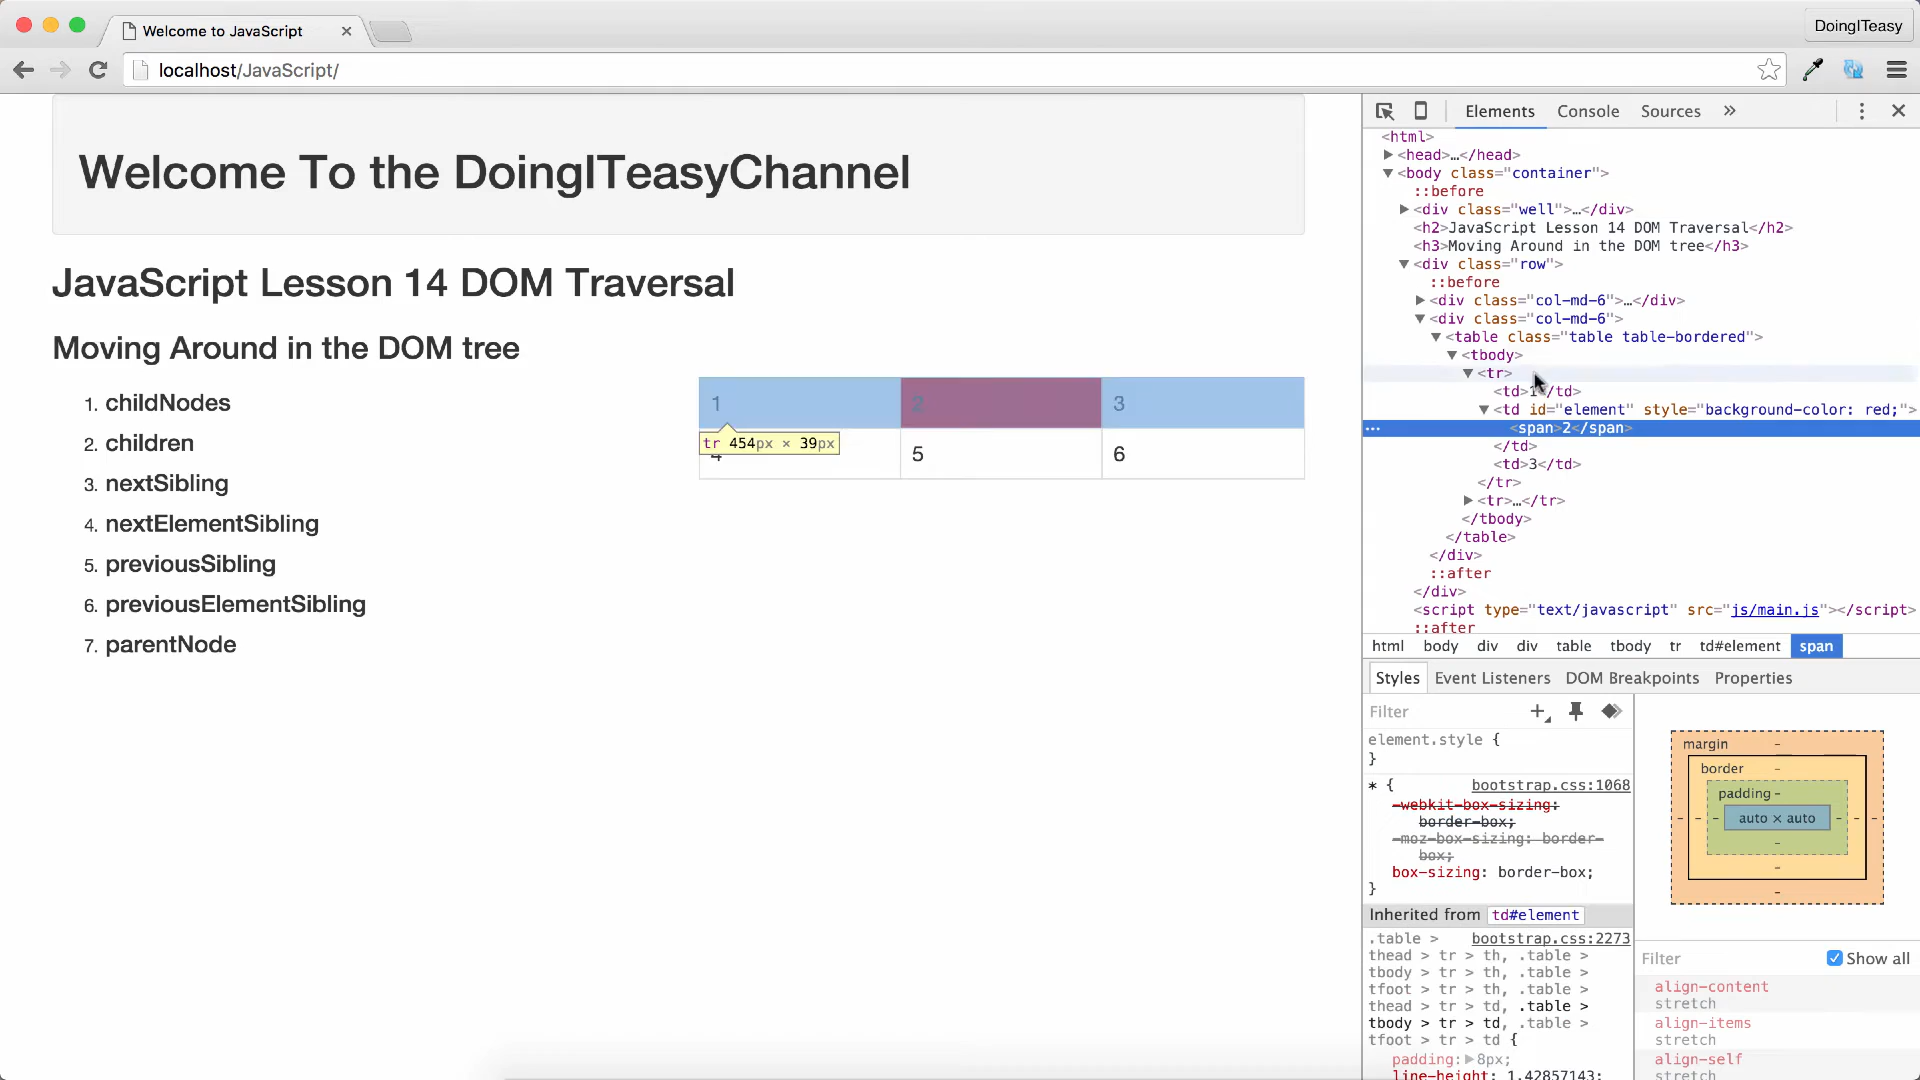 Welcome to JavaScript
DoingITeasy
localhost/JavaScript/
Welcome To the DoingITeasyChannel
JavaScript Lesson 14 DOM Traversal
Moving Around in the DOM tree
1. childNodes
2. children
3. nextSibling
4. nextElementSibling
5. previousSibling
6. previousElementSibling
7. parentNode
1 2 3
tr 454px × 39px
4 5 6
Elements Console Sources »
<html>
<head>…</head>
<body class="container">
::before
<div class="well">…</div>
<h2>JavaScript Lesson 14 DOM Traversal</h2>
<h3>Moving Around in the DOM tree</h3>
<div class="row">
::before
<div class="col-md-6">…</div>
<div class="col-md-6">
<table class="table table-bordered">
<tbody>
<tr>
<td>1</td>
<td id="element" style="background-color: red;">
<span>2</span>
</td>
<td>3</td>
</tr>
<tr>…</tr>
</tbody>
</table>
</div>
::after
</div>
<script type="text/javascript" src="js/main.js"></script>
::after
html body div div table tbody tr td#element span
Styles Event Listeners DOM Breakpoints Properties
Filter
element.style {
}
* { bootstrap.css:1068
-webkit-box-sizing:
border-box;
-moz-box-sizing: border-
box;
box-sizing: border-box;
}
Inherited from td#element
.table > bootstrap.css:2273
thead > tr > th, .table >
tbody > tr > th, .table >
tfoot > tr > th, .table >
thead > tr > td, .table >
tbody > tr > td, .table >
tfoot > tr > td {
padding: 8px;
line-height: 1.42857143;
margin -
border -
padding -
auto × auto
Filter Show all
align-content
stretch
align-items
stretch
align-self
stretch